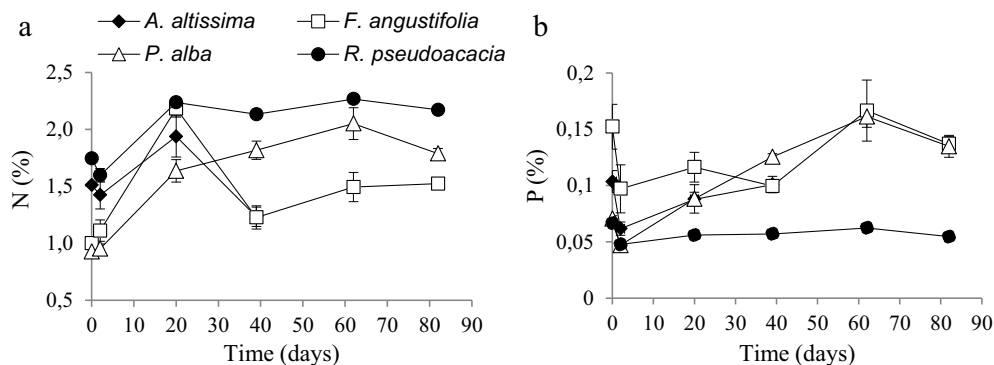 a
A. altissima
F. angustifolia
P. alba
R. pseudoacacia
2,5
2,0
1,5
1,0
0,5
N (%)
0 10 20 30 40 50 60 70 80 90
Time (days)
b
0,2
0,15
0,1
0,05
0
P (%)
0 10 20 30 40 50 60 70 80 90
Time (days)